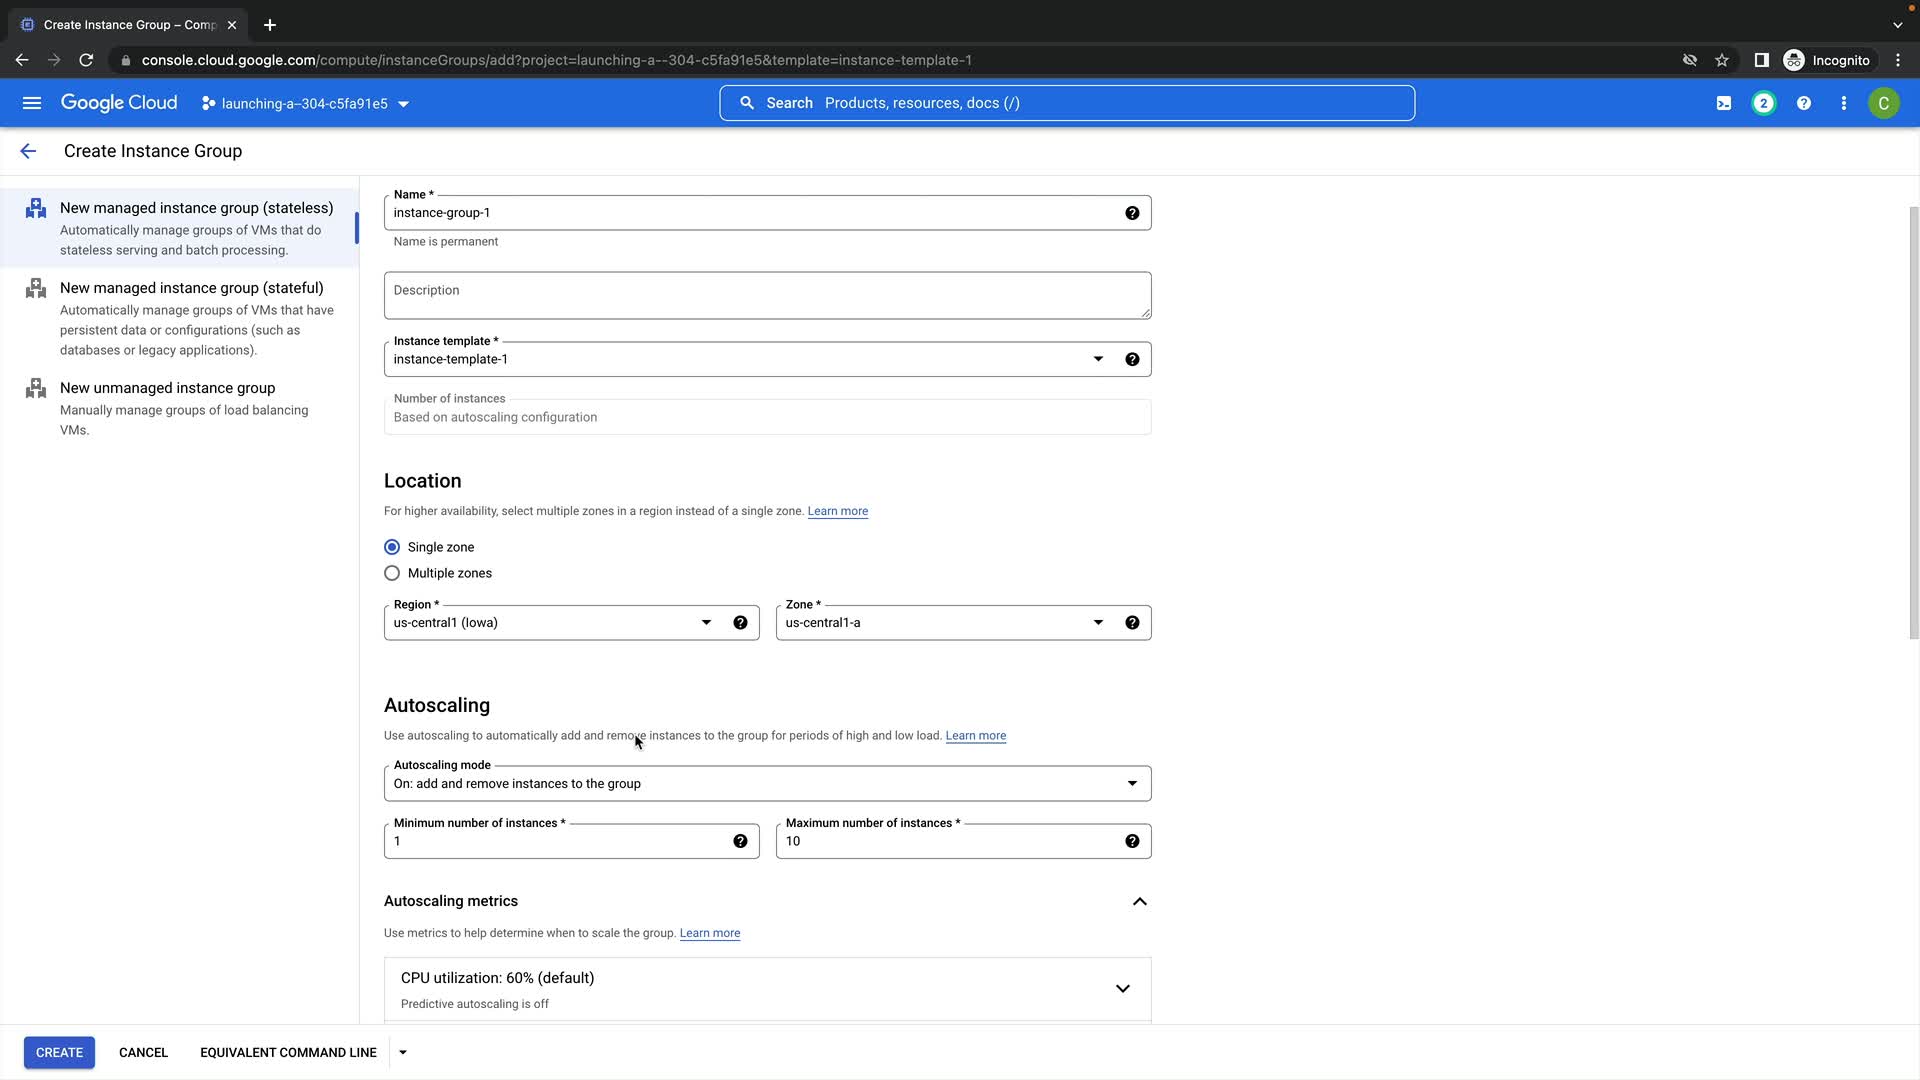 Create Instance Group – Comp
console.cloud.google.com/compute/instanceGroups/add?project=launching-a--304-c5fa91e5&template=instance-template-1
Incognito
Google Cloud
launching-a--304-c5fa91e5
Search Products, resources, docs (/)
2
C
Create Instance Group
New managed instance group (stateless)
Automatically manage groups of VMs that do
stateless serving and batch processing.
New managed instance group (stateful)
Automatically manage groups of VMs that have
persistent data or configurations (such as
databases or legacy applications).
New unmanaged instance group
Manually manage groups of load balancing
VMs.
Name *
instance-group-1
Name is permanent
Description
Instance template *
instance-template-1
Number of instances
Based on autoscaling configuration
Location
For higher availability, select multiple zones in a region instead of a single zone. Learn more
Single zone
Multiple zones
Region *
us-central1 (Iowa)
Zone *
us-central1-a
Autoscaling
Use autoscaling to automatically add and remove instances to the group for periods of high and low load. Learn more
Autoscaling mode
On: add and remove instances to the group
Minimum number of instances *
1
Maximum number of instances *
10
Autoscaling metrics
Use metrics to help determine when to scale the group. Learn more
CPU utilization: 60% (default)
Predictive autoscaling is off
CREATE
CANCEL
EQUIVALENT COMMAND LINE